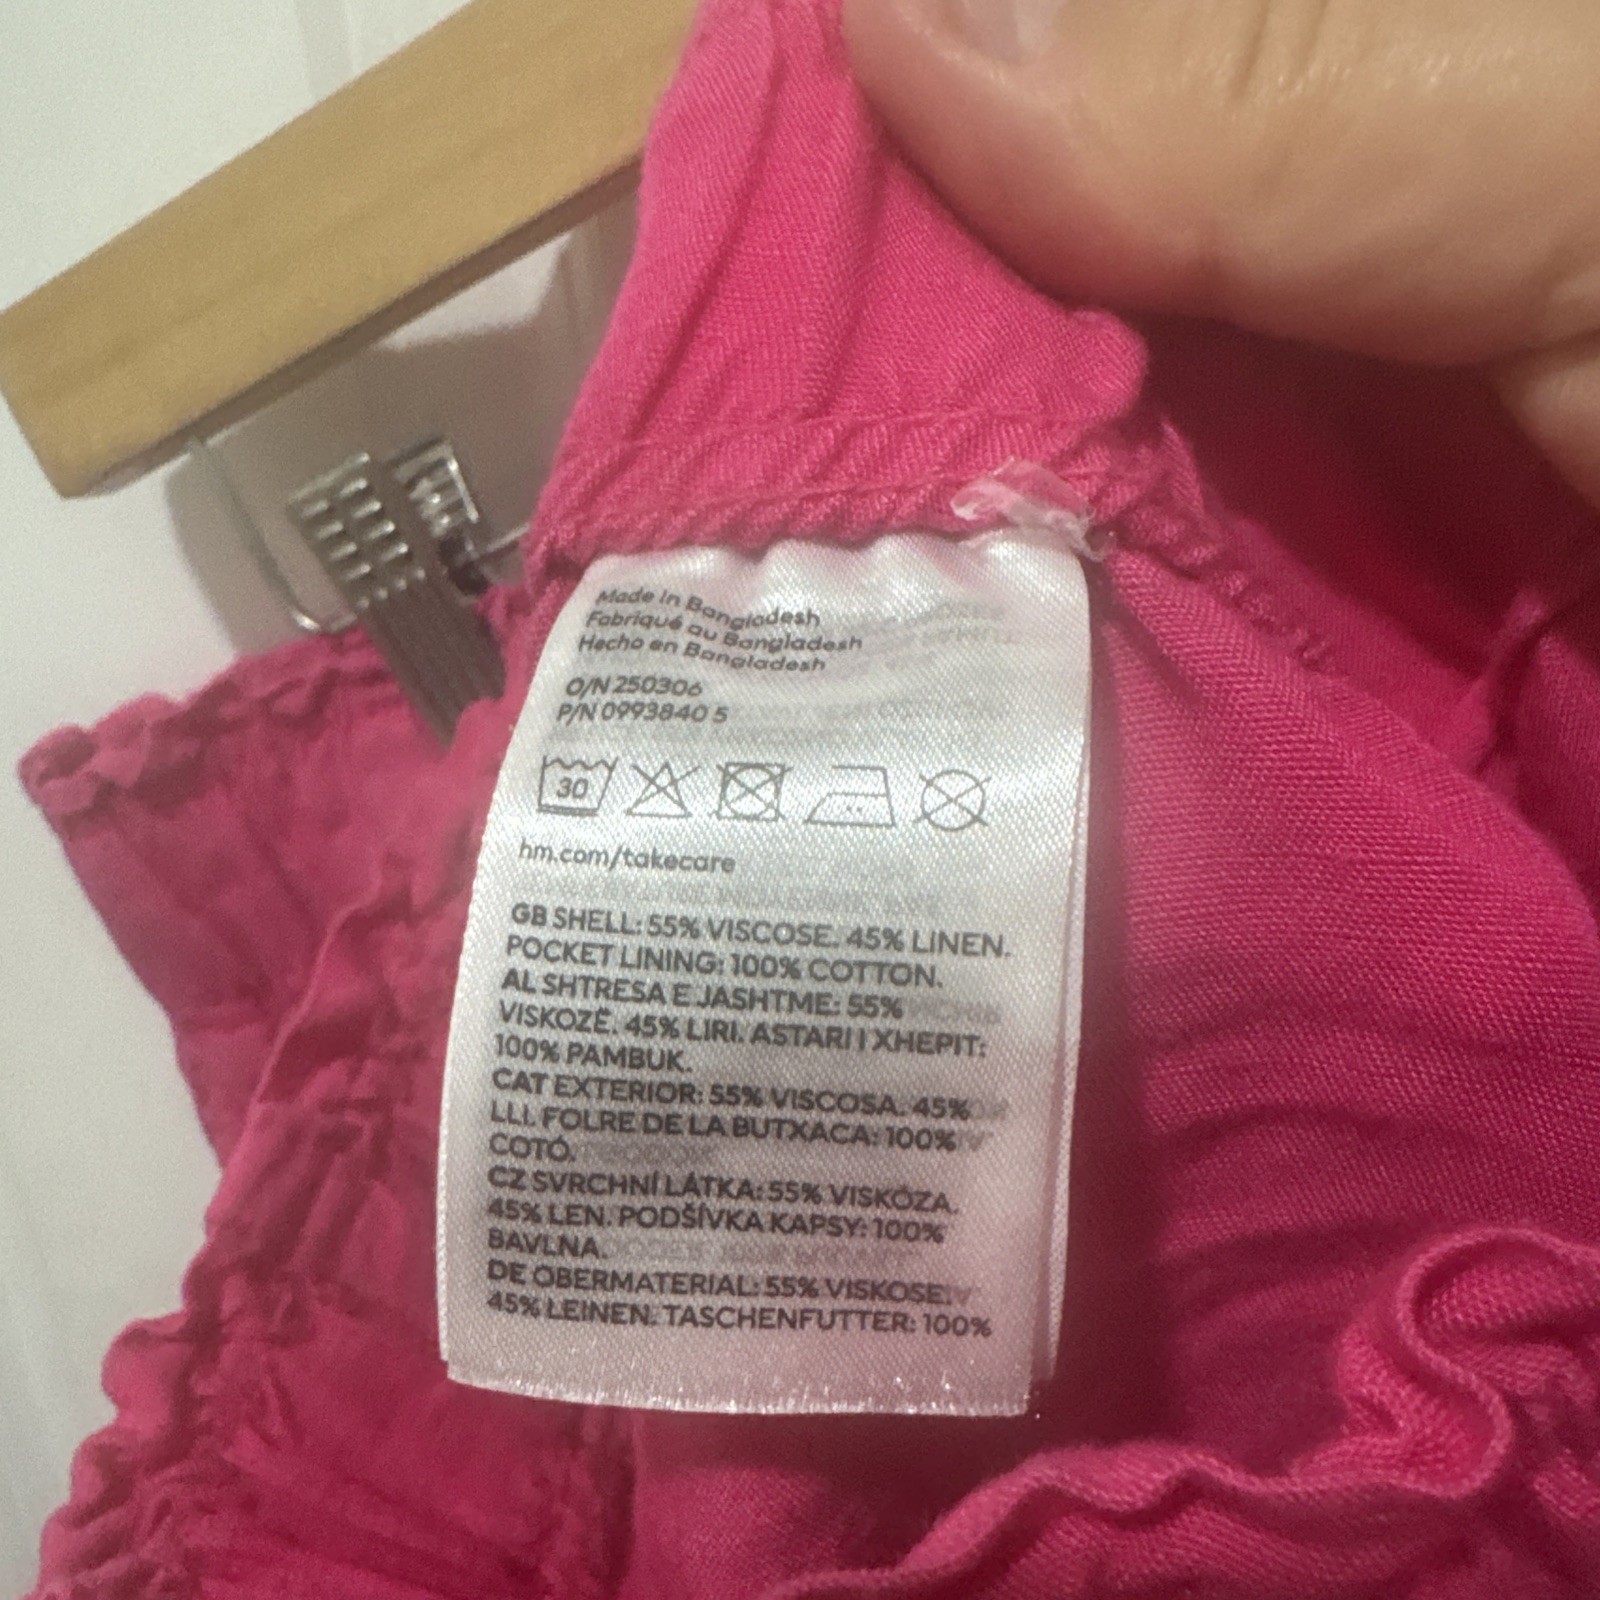 Made in Bangladesh
Fabriqué au Bangladesh
Hecho en Bangladesh
O/N 250306
P/N 0993840 5
30
hm.com/takecare
GB SHELL: 55% VISCOSE. 45% LINEN.
POCKET LINING: 100% COTTON.
AL SHTRESA E JASHTME: 55%
VISKOZË. 45% LIRI. ASTARI I XHEPIT:
100% PAMBUK.
CAT EXTERIOR: 55% VISCOSA. 45%
LLI. FOLRE DE LA BUTXACA: 100%
COTÓ.
CZ SVRCHNÍ LÁTKA: 55% VISKÓZA.
45% LEN. PODŠÍVKA KAPSY: 100%
BAVLNA.
DE OBERMATERIAL: 55% VISKOSE.
45% LEINEN. TASCHENFUTTER: 100%